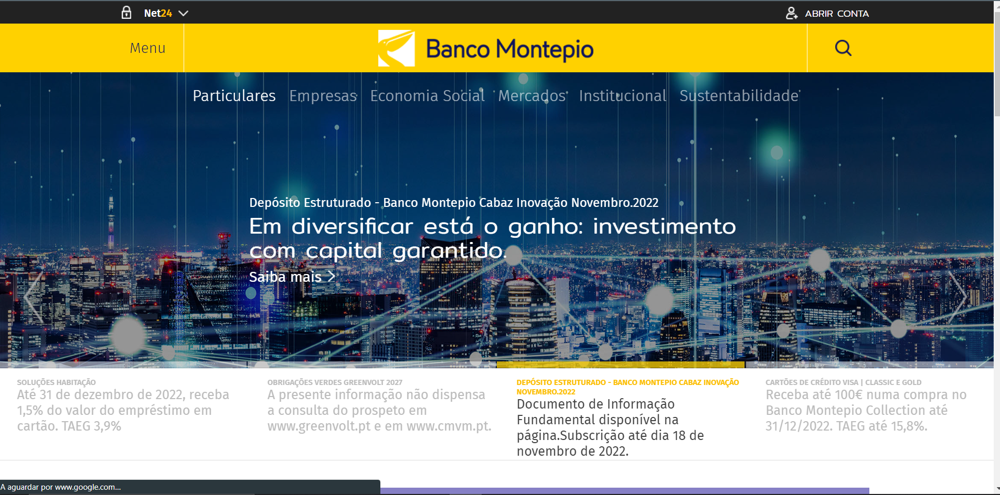 Net24
ABRIR CONTA
Menu
Banco Montepio
Particulares Empresas Economia Social Mercados Institucional Sustentabilidade
Depósito Estruturado - Banco Montepio Cabaz Inovação Novembro.2022
Em diversificar está o ganho: investimento
com capital garantido.
Saiba mais
SOLUÇÕES HABITAÇÃO
Até 31 de dezembro de 2022, receba
1,5% do valor do empréstimo em
cartão. TAEG 3,9%
OBRIGAÇÕES VERDES GREENVOLT 2027
A presente informação não dispensa
a consulta do prospeto em
www.greenvolt.pt e em www.cmvm.pt.
DEPÓSITO ESTRUTURADO - BANCO MONTEPIO CABAZ INOVAÇÃO
NOVEMBRO.2022
Documento de Informação
Fundamental disponível na
página.Subscrição até dia 18 de
novembro de 2022.
CARTÕES DE CRÉDITO VISA | CLASSIC E GOLD
Receba até 100€ numa compra no
Banco Montepio Collection até
31/12/2022. TAEG até 15,8%.
A aguardar por www.google.com...